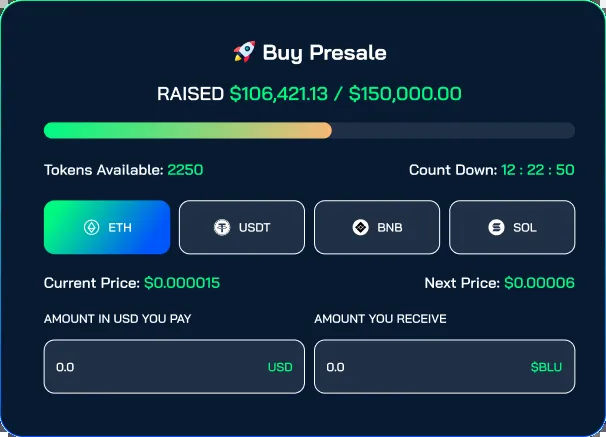 🚀 Buy Presale
RAISED $106,421.13 / $150,000.00
Tokens Available: 2250 Count Down: 12 : 22 : 50
ETH USDT BNB SOL
Current Price: $0.000015 Next Price: $0.00006
AMOUNT IN USD YOU PAY AMOUNT YOU RECEIVE
0.0 USD 0.0 $BLU